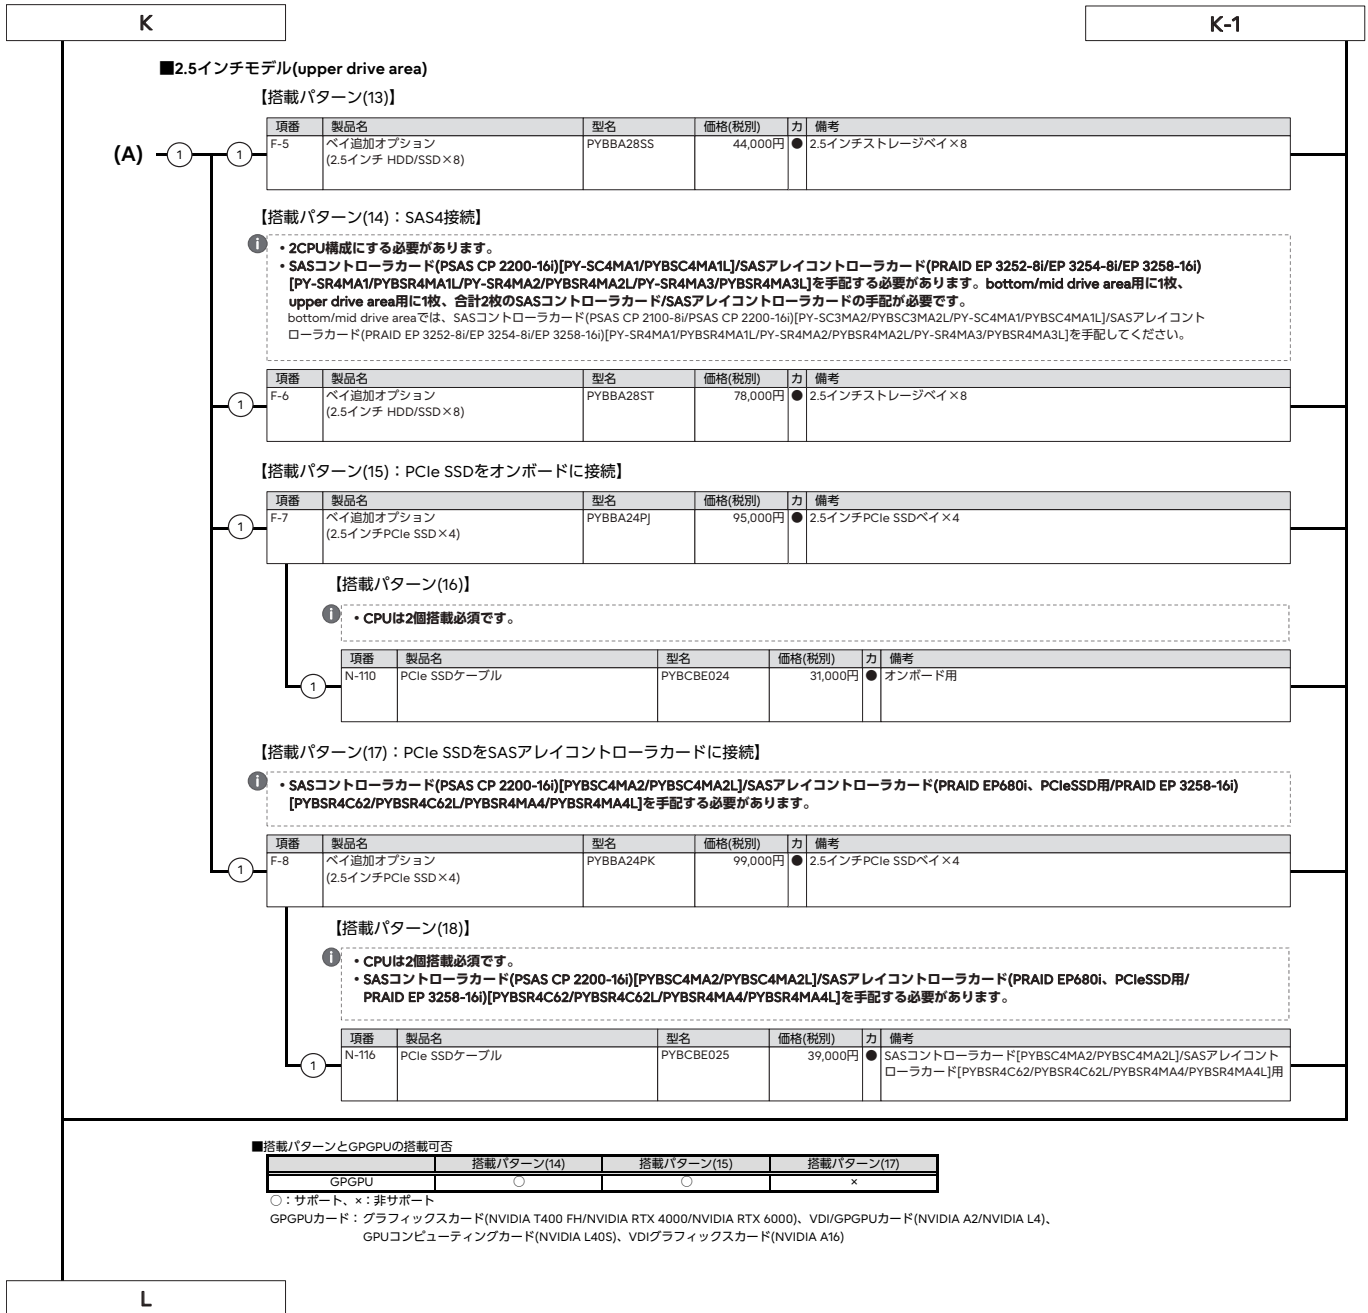 K
K-1
■2.5インチモデル(upper drive area)
【搭載パターン(13)】
項番 製品名 型名 価格(税別) カ 備考
(A) 1 1 F-5 ベイ追加オプション PYBBA28SS 44,000円 ● 2.5インチストレージベイ×8
(2.5インチ HDD/SSD×8)
【搭載パターン(14)：SAS4接続】
・2CPU構成にする必要があります。
・SASコントローラカード(PSAS CP 2200-16i)[PY-SC4MA1/PYBSC4MA1L]/SASアレイコントローラカード(PRAID EP 3252-8i/EP 3254-8i/EP 3258-16i)
[PY-SR4MA1/PYBSR4MA1L/PY-SR4MA2/PYBSR4MA2L/PY-SR4MA3/PYBSR4MA3L]を手配する必要があります。bottom/mid drive area用に1枚、
upper drive area用に1枚、合計2枚のSASコントローラカード/SASアレイコントローラカードの手配が必要です。
bottom/mid drive areaでは、SASコントローラカード(PSAS CP 2100-8i/PSAS CP 2200-16i)[PY-SC3MA2/PYBSC3MA2L/PY-SC4MA1/PYBSC4MA1L]/SASアレイコント
ローラカード(PRAID EP 3252-8i/EP 3254-8i/EP 3258-16i)[PY-SR4MA1/PYBSR4MA1L/PY-SR4MA2/PYBSR4MA2L/PY-SR4MA3/PYBSR4MA3L]を手配してください。
項番 製品名 型名 価格(税別) カ 備考
1 F-6 ベイ追加オプション PYBBA28ST 78,000円 ● 2.5インチストレージベイ×8
(2.5インチ HDD/SSD×8)
【搭載パターン(15)：PCIe SSDをオンボードに接続】
項番 製品名 型名 価格(税別) カ 備考
1 F-7 ベイ追加オプション PYBBA24PJ 95,000円 ● 2.5インチPCIe SSDベイ×4
(2.5インチPCIe SSD×4)
【搭載パターン(16)】
・CPUは2個搭載必須です。
項番 製品名 型名 価格(税別) カ 備考
1 N-110 PCIe SSDケーブル PYBCBE024 31,000円 ● オンボード用
【搭載パターン(17)：PCIe SSDをSASアレイコントローラカードに接続】
・SASコントローラカード(PSAS CP 2200-16i)[PYBSC4MA2/PYBSC4MA2L]/SASアレイコントローラカード(PRAID EP680i、PCIeSSD用/PRAID EP 3258-16i)
[PYBSR4C62/PYBSR4C62L/PYBSR4MA4/PYBSR4MA4L]を手配する必要があります。
項番 製品名 型名 価格(税別) カ 備考
1 F-8 ベイ追加オプション PYBBA24PK 99,000円 ● 2.5インチPCIe SSDベイ×4
(2.5インチPCIe SSD×4)
【搭載パターン(18)】
・CPUは2個搭載必須です。
・SASコントローラカード(PSAS CP 2200-16i)[PYBSC4MA2/PYBSC4MA2L]/SASアレイコントローラカード(PRAID EP680i、PCIeSSD用/
PRAID EP 3258-16i)[PYBSR4C62/PYBSR4C62L/PYBSR4MA4/PYBSR4MA4L]を手配する必要があります。
項番 製品名 型名 価格(税別) カ 備考
1 N-116 PCIe SSDケーブル PYBCBE025 39,000円 ● SASコントローラカード[PYBSC4MA2/PYBSC4MA2L]/SASアレイコント
ローラカード[PYBSR4C62/PYBSR4C62L/PYBSR4MA4/PYBSR4MA4L]用
■搭載パターンとGPGPUの搭載可否
搭載パターン(14) 搭載パターン(15) 搭載パターン(17)
GPGPU ○ ○ ×
○：サポート、×：非サポート
GPGPUカード：グラフィックスカード(NVIDIA T400 FH/NVIDIA RTX 4000/NVIDIA RTX 6000)、VDI/GPGPUカード(NVIDIA A2/NVIDIA L4)、
GPUコンピューティングカード(NVIDIA L40S)、VDIグラフィックスカード(NVIDIA A16)
L